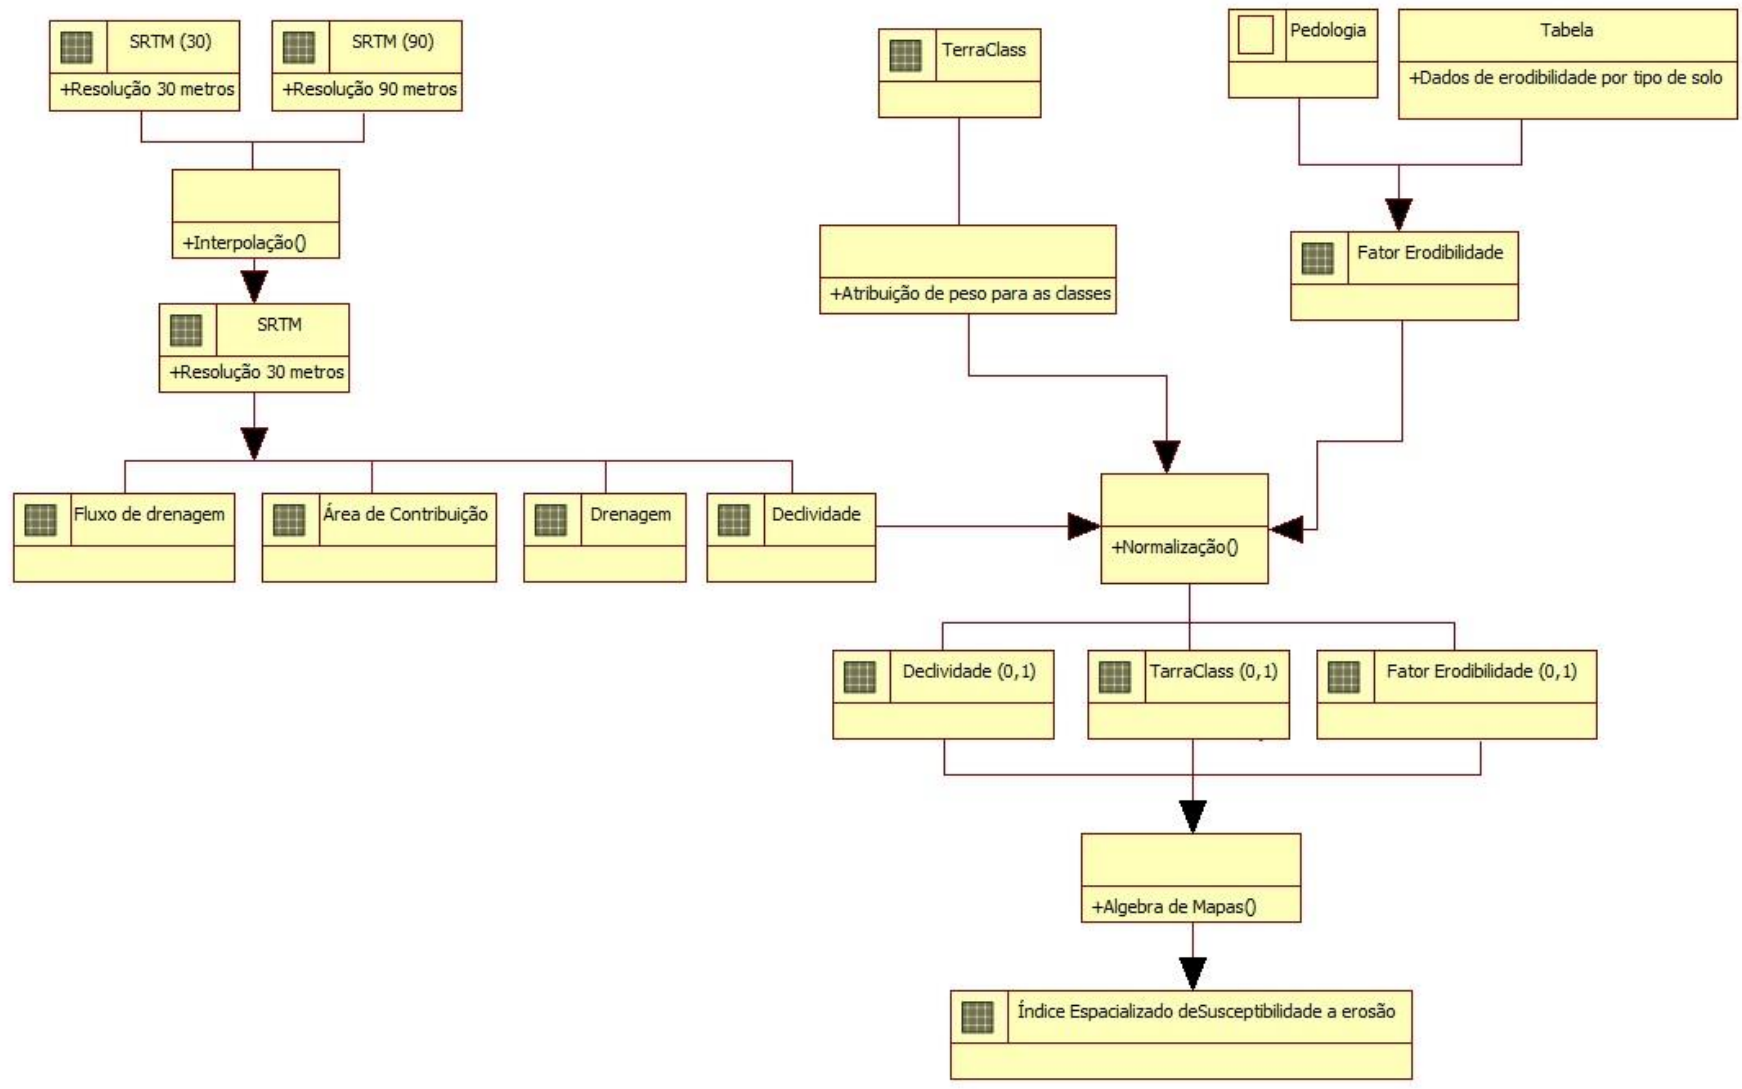 SRTM (30)
+Resolução 30 metros
SRTM (90)
+Resolução 90 metros
TerraClass
Pedologia
Tabela
+Dados de erodibilidade por tipo de solo
+Interpolação()
+Atribuição de peso para as classes
Fator Erodibilidade
SRTM
+Resolução 30 metros
Fluxo de drenagem
Área de Contribuição
Drenagem
Declividade
+Normalização()
Declividade (0,1)
TarraClass (0,1)
Fator Erodibilidade (0,1)
+Algebra de Mapas()
Índice Espacializado deSusceptibilidade a erosão